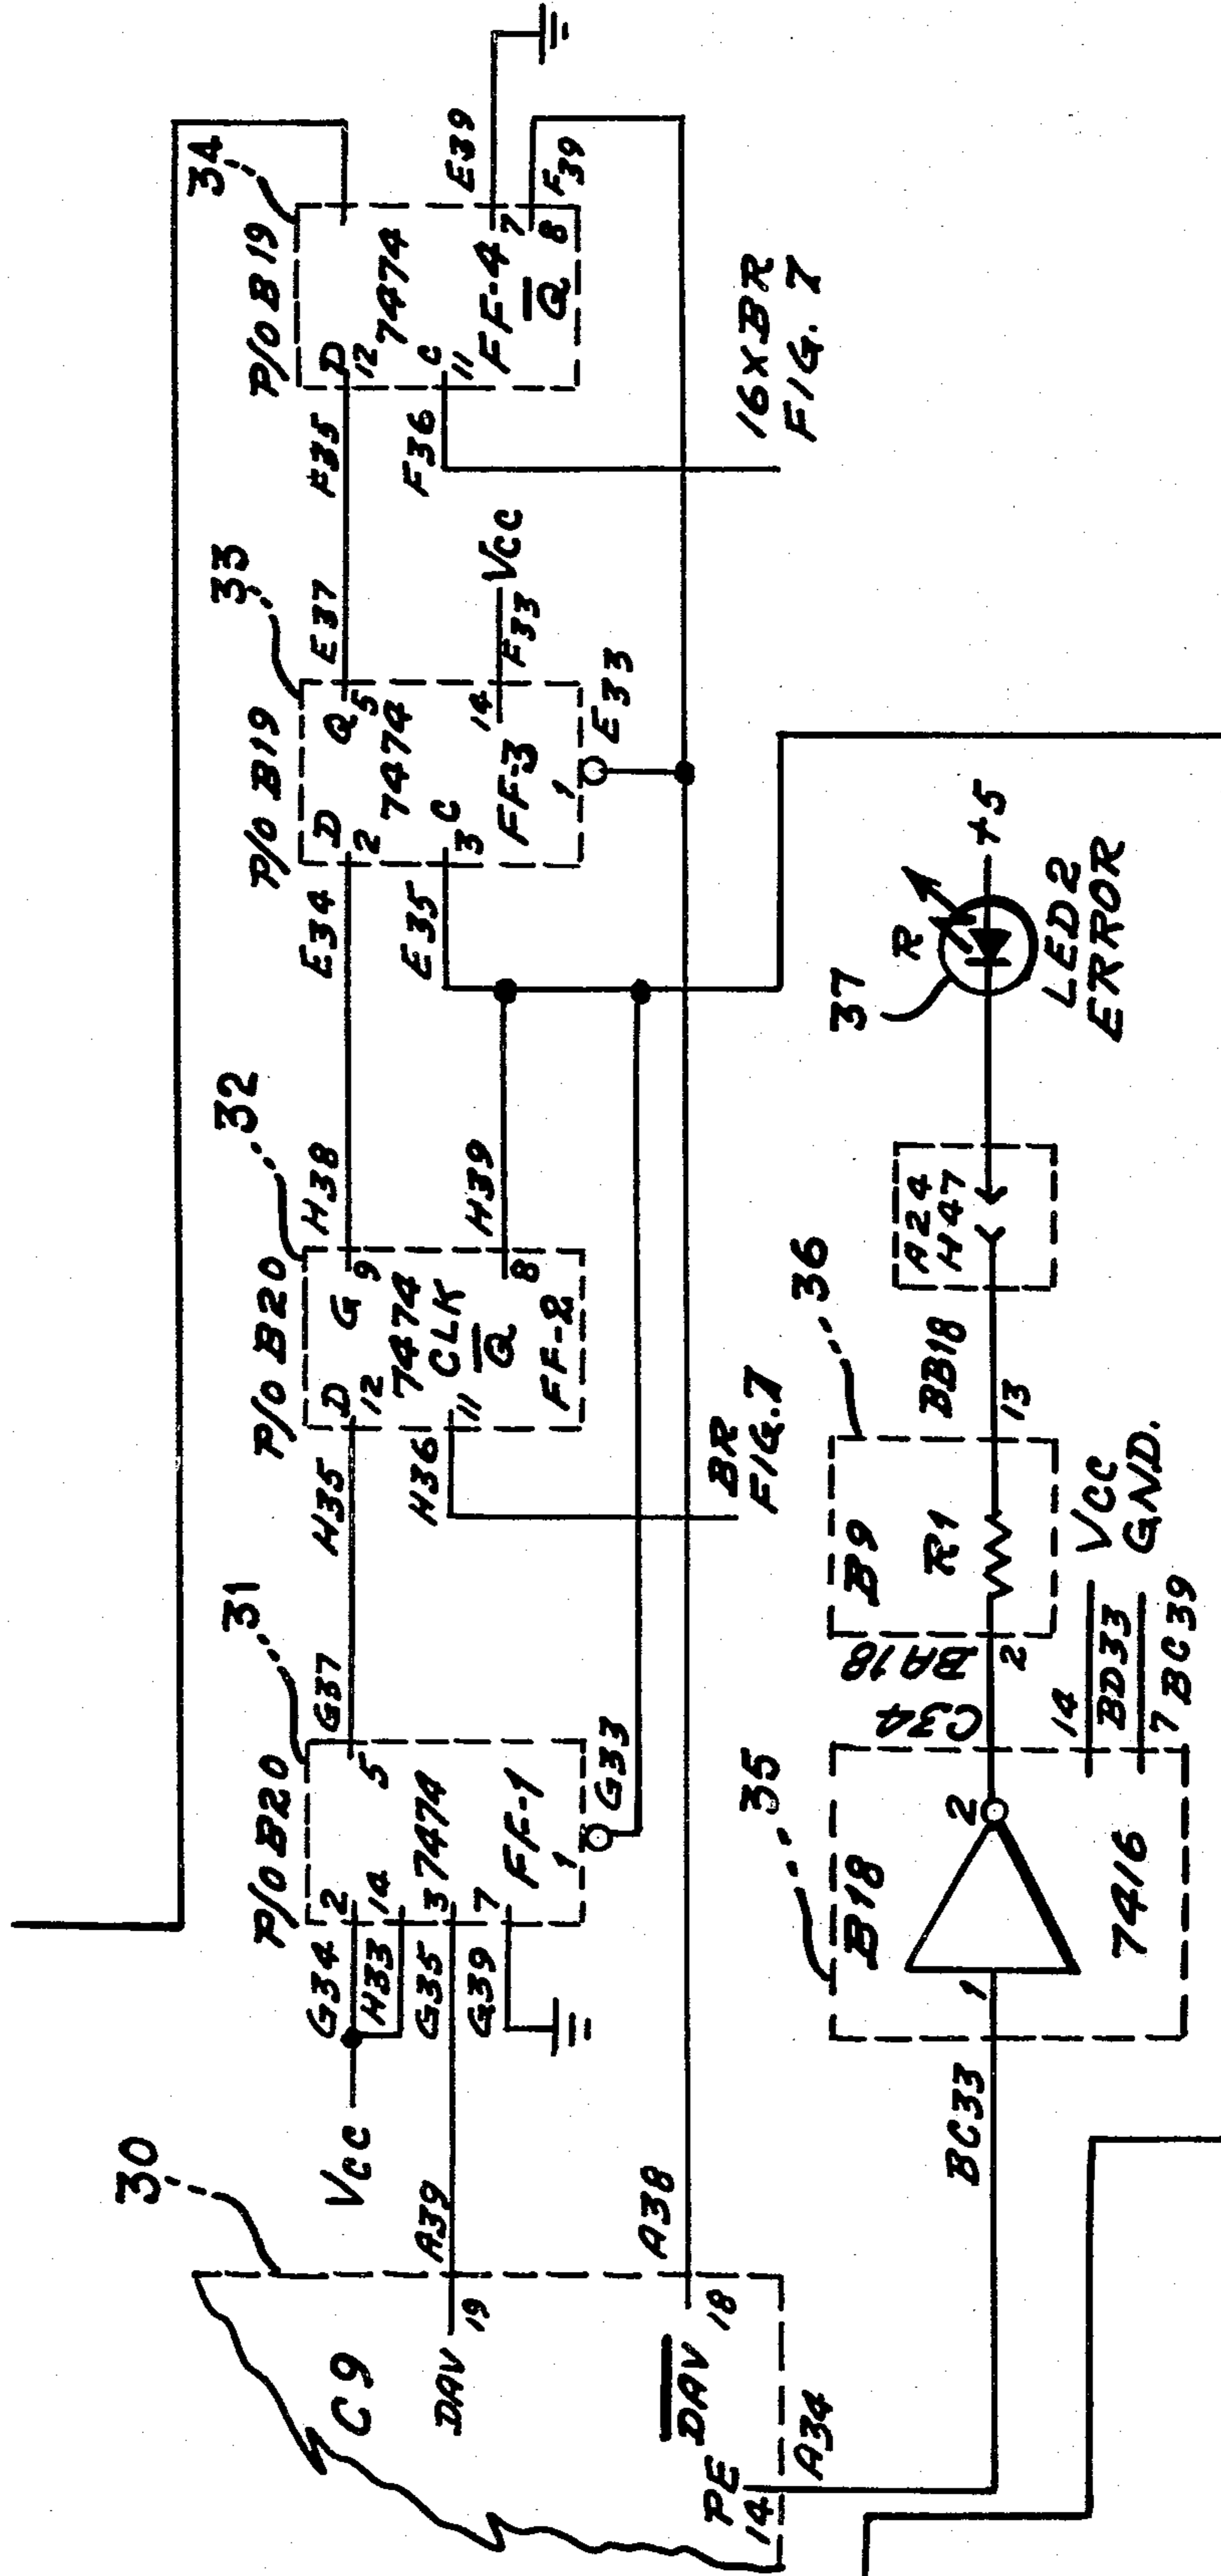 30
C9
DAV
19
A39
DAV
18
A38
PE
14
A34
Vcc
G34
H33
G35
G39
P/O B20
31
2
14
3
7
5
7474
FF-1
1
G33
G37
H35
H36
BR
FIG. 7
P/O B20
32
D
12
G
9
7474
CLK
11
Q
8
FF-2
H38
H39
E34
E35
P/O B19
33
D
2
Q
5
7474
C
3
14
FF-3
1
E33
F33
Vcc
E37
F35
F36
16XBR
FIG. 7
P/O B19
34
D
12
7474
C
11
FF-4
7
Q
8
E39
F39
BC33
35
B18
1
2
7416
C34
BA18
14
BD33
VCC
7
BC39
GND.
36
B9
2
R1
13
BB18
A24
H47
37
R
+5
LED2
ERROR